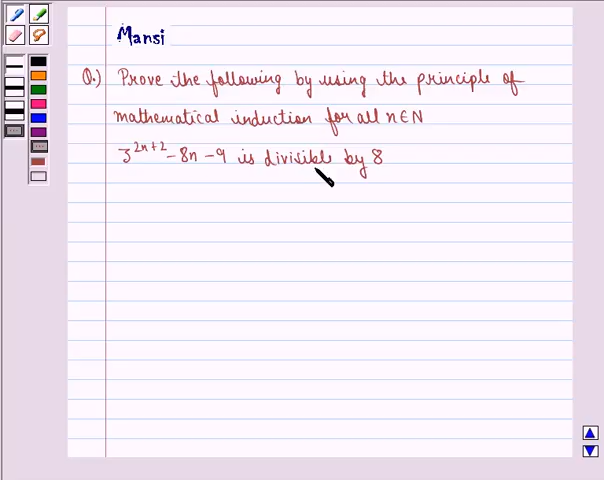 Mansi
Q.) Prove the following by using the principle of
mathematical induction for all n∈N
3^{2n+2} - 8n - 9 is divisible by 8